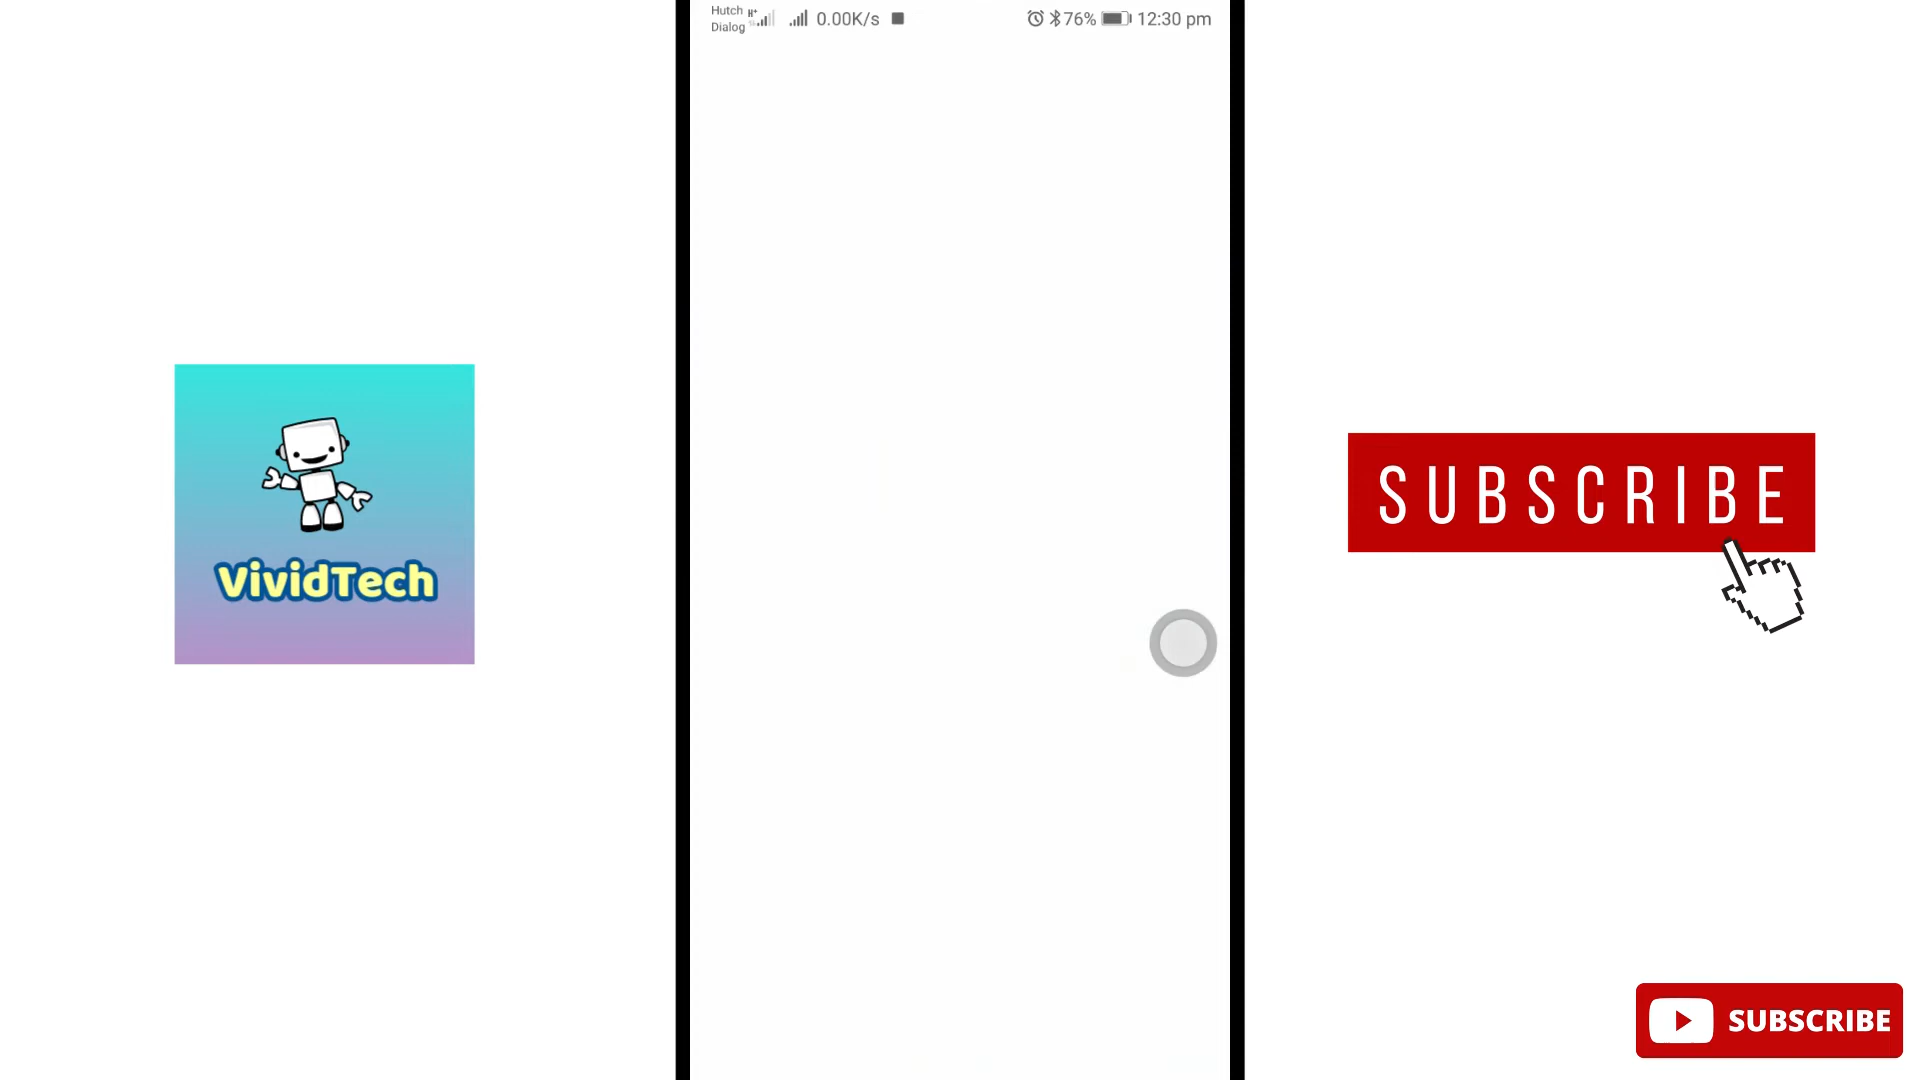 Hutch
Dialog
H+
0.00K/s
76%
12:30 pm
VividTech
SUBSCRIBE
SUBSCRIBE